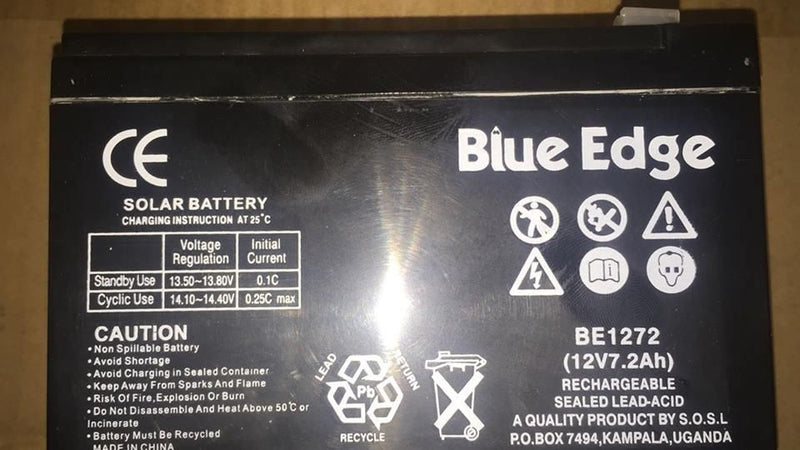 CE
Blue Edge
SOLAR BATTERY
CHARGING INSTRUCTION AT 25°C
Voltage Regulation Initial Current
Standby Use 13.50~13.80V 0.1C
Cyclic Use 14.10~14.40V 0.25C max
CAUTION
• Non Spillable Battery
• Avoid Shortage
• Avoid Charging in Sealed Container
• Keep Away From Sparks And Flame
• Risk Of Fire,Explosion Or Burn
• Do Not Disassemble And Heat Above 50°C or
Incinerate
• Battery Must Be Recycled
MADE IN CHINA
LEAD
RETURN
Pb
RECYCLE
BE1272
(12V7.2Ah)
RECHARGEABLE
SEALED LEAD-ACID
A QUALITY PRODUCT BY S.O.S.L
P.O.BOX 7494,KAMPALA,UGANDA